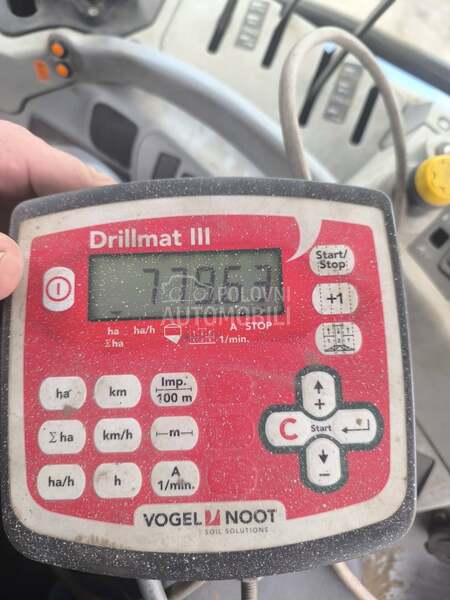 Drillmat III
POLOVNI
AUTOMOBILI
ha ha/h A STOP
Σha 1/min.
Start/
Stop
+1
ha km Imp.
100 m
Σ ha km/h m
ha/h h A
1/min.
+
C Start
-
VOGEL NOOT
SOIL SOLUTIONS